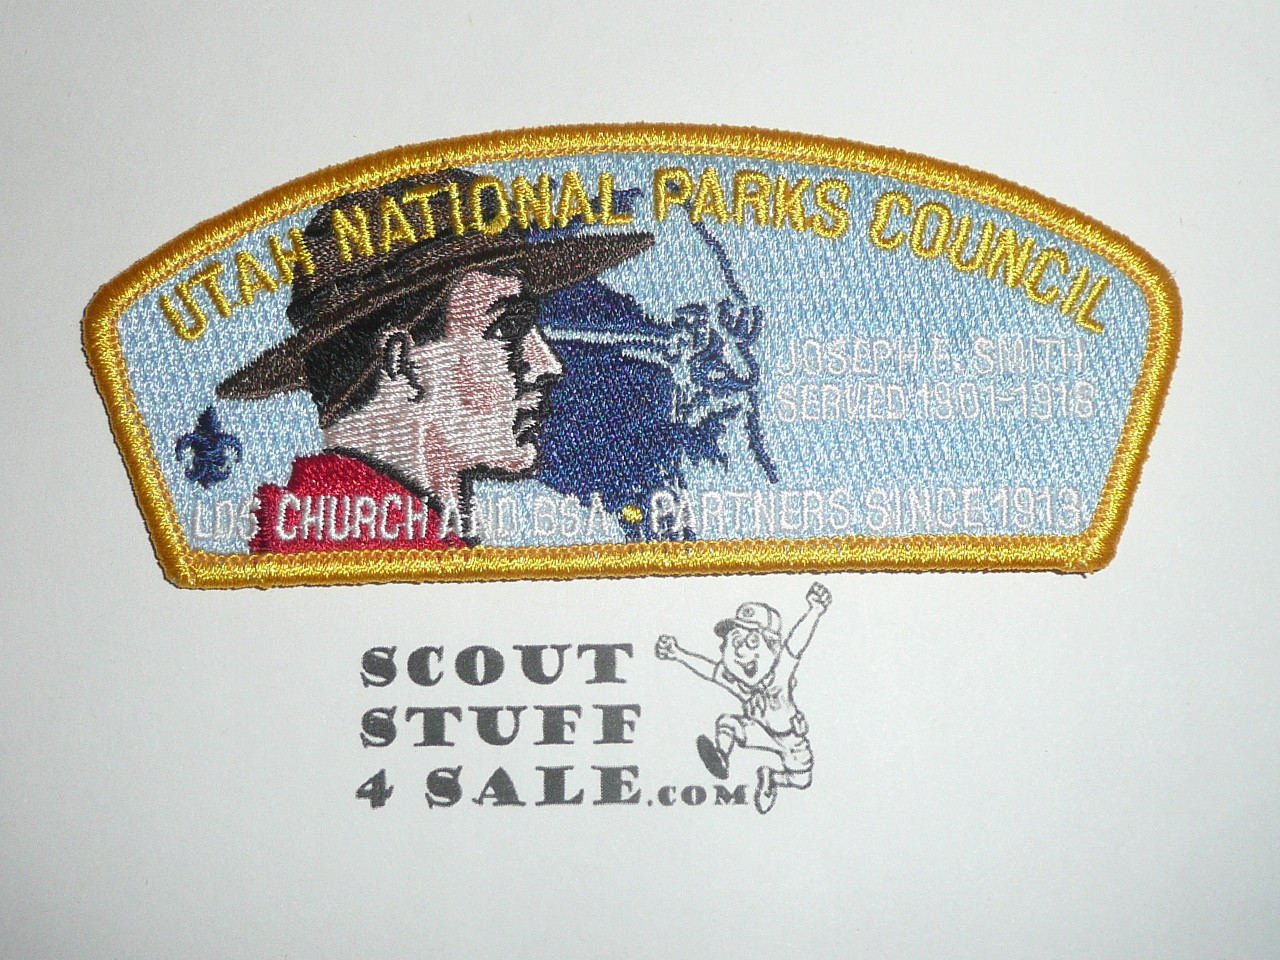 UTAH NATIONAL PARKS COUNCIL
JOSEPH F. SMITH
SERVED 1901-1918
LDS CHURCH AND BSA • PARTNERS SINCE 1913
SCOUT
STUFF
4 SALE.COM